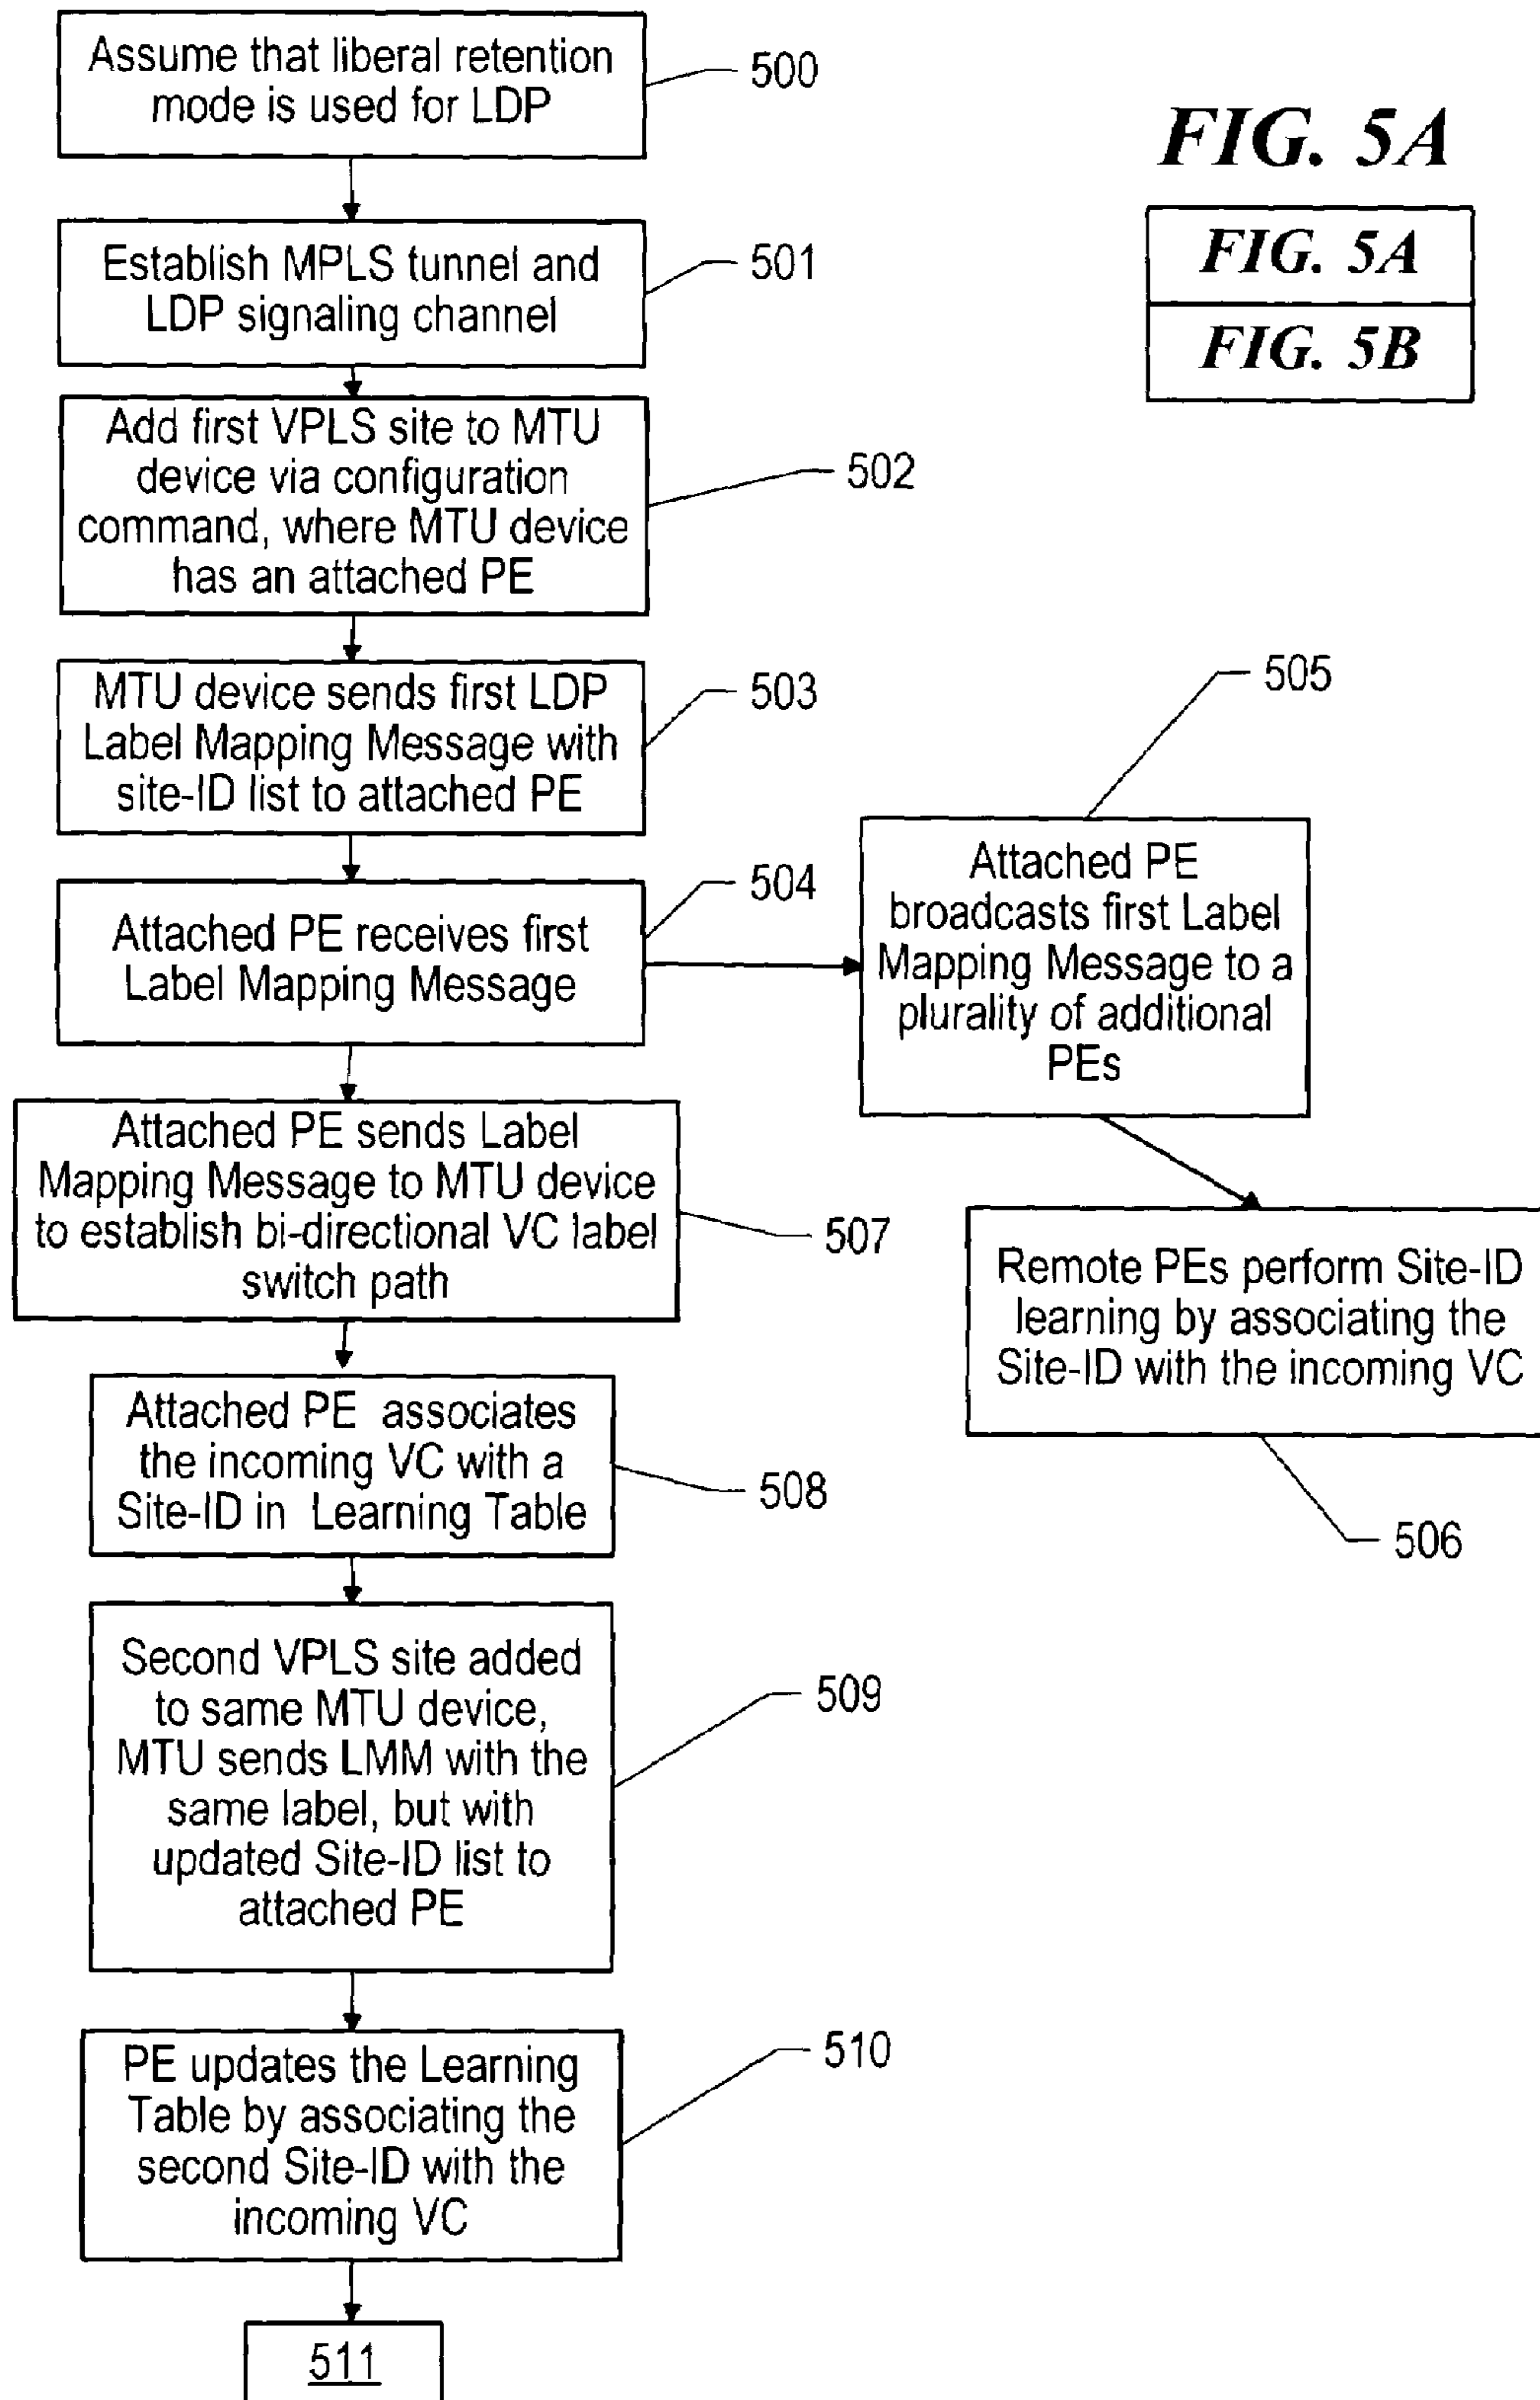 Assume that liberal retention
mode is used for LDP
500
FIG. 5A
FIG. 5A
FIG. 5B
Establish MPLS tunnel and
LDP signaling channel
501
Add first VPLS site to MTU
device via configuration
command, where MTU device
has an attached PE
502
MTU device sends first LDP
Label Mapping Message with
site-ID list to attached PE
503
Attached PE receives first
Label Mapping Message
504
505
Attached PE
broadcasts first Label
Mapping Message to a
plurality of additional
PEs
Attached PE sends Label
Mapping Message to MTU device
to establish bi-directional VC label
switch path
507
Remote PEs perform Site-ID
learning by associating the
Site-ID with the incoming VC
506
Attached PE associates
the incoming VC with a
Site-ID in Learning Table
508
Second VPLS site added
to same MTU device,
MTU sends LMM with the
same label, but with
updated Site-ID list to
attached PE
509
PE updates the Learning
Table by associating the
second Site-ID with the
incoming VC
510
511